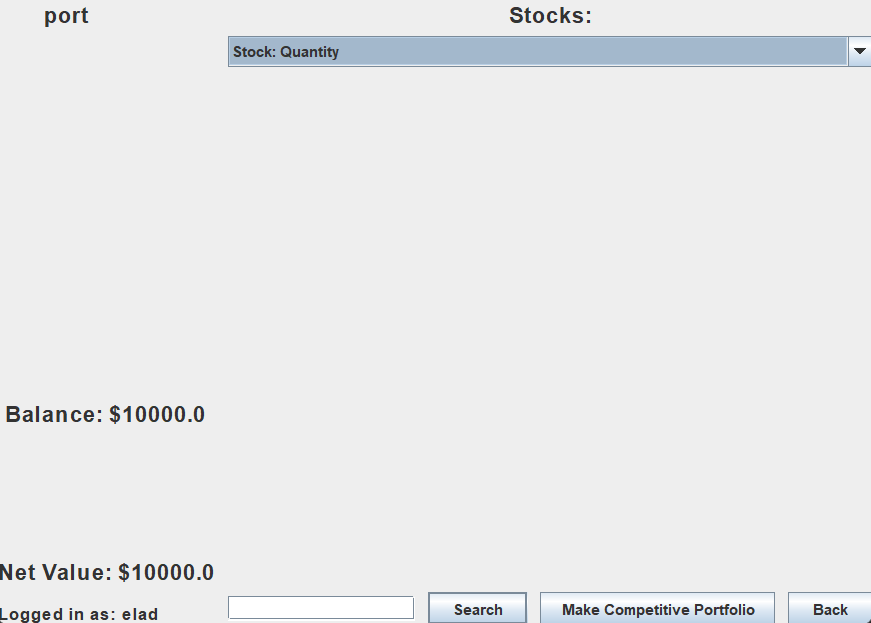 port
Stocks:
Stock: Quantity
Balance: $10000.0
Net Value: $10000.0
Logged in as: elad
Search
Make Competitive Portfolio
Back